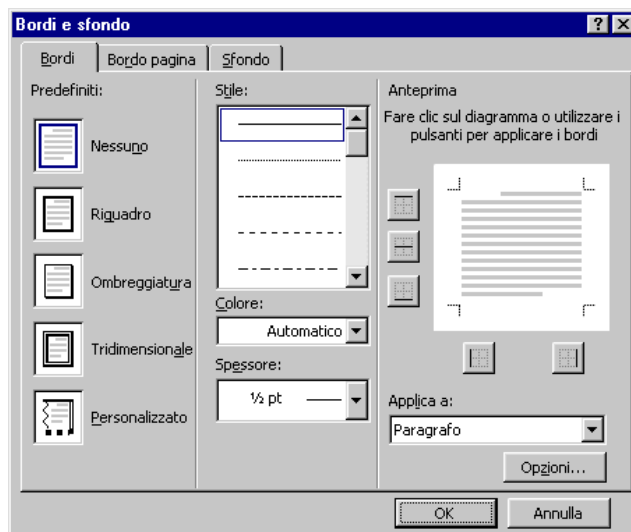 Bordi e sfondo
Bordi
Bordo pagina
Sfondo
Predefiniti:
Nessuno
Riquadro
Ombreggiatura
Tridimensionale
Personalizzato
Stile:
Colore:
Automatico
Spessore:
½ pt
Anteprima
Fare clic sul diagramma o utilizzare i
pulsanti per applicare i bordi
Applica a:
Paragrafo
Opzioni...
OK
Annulla